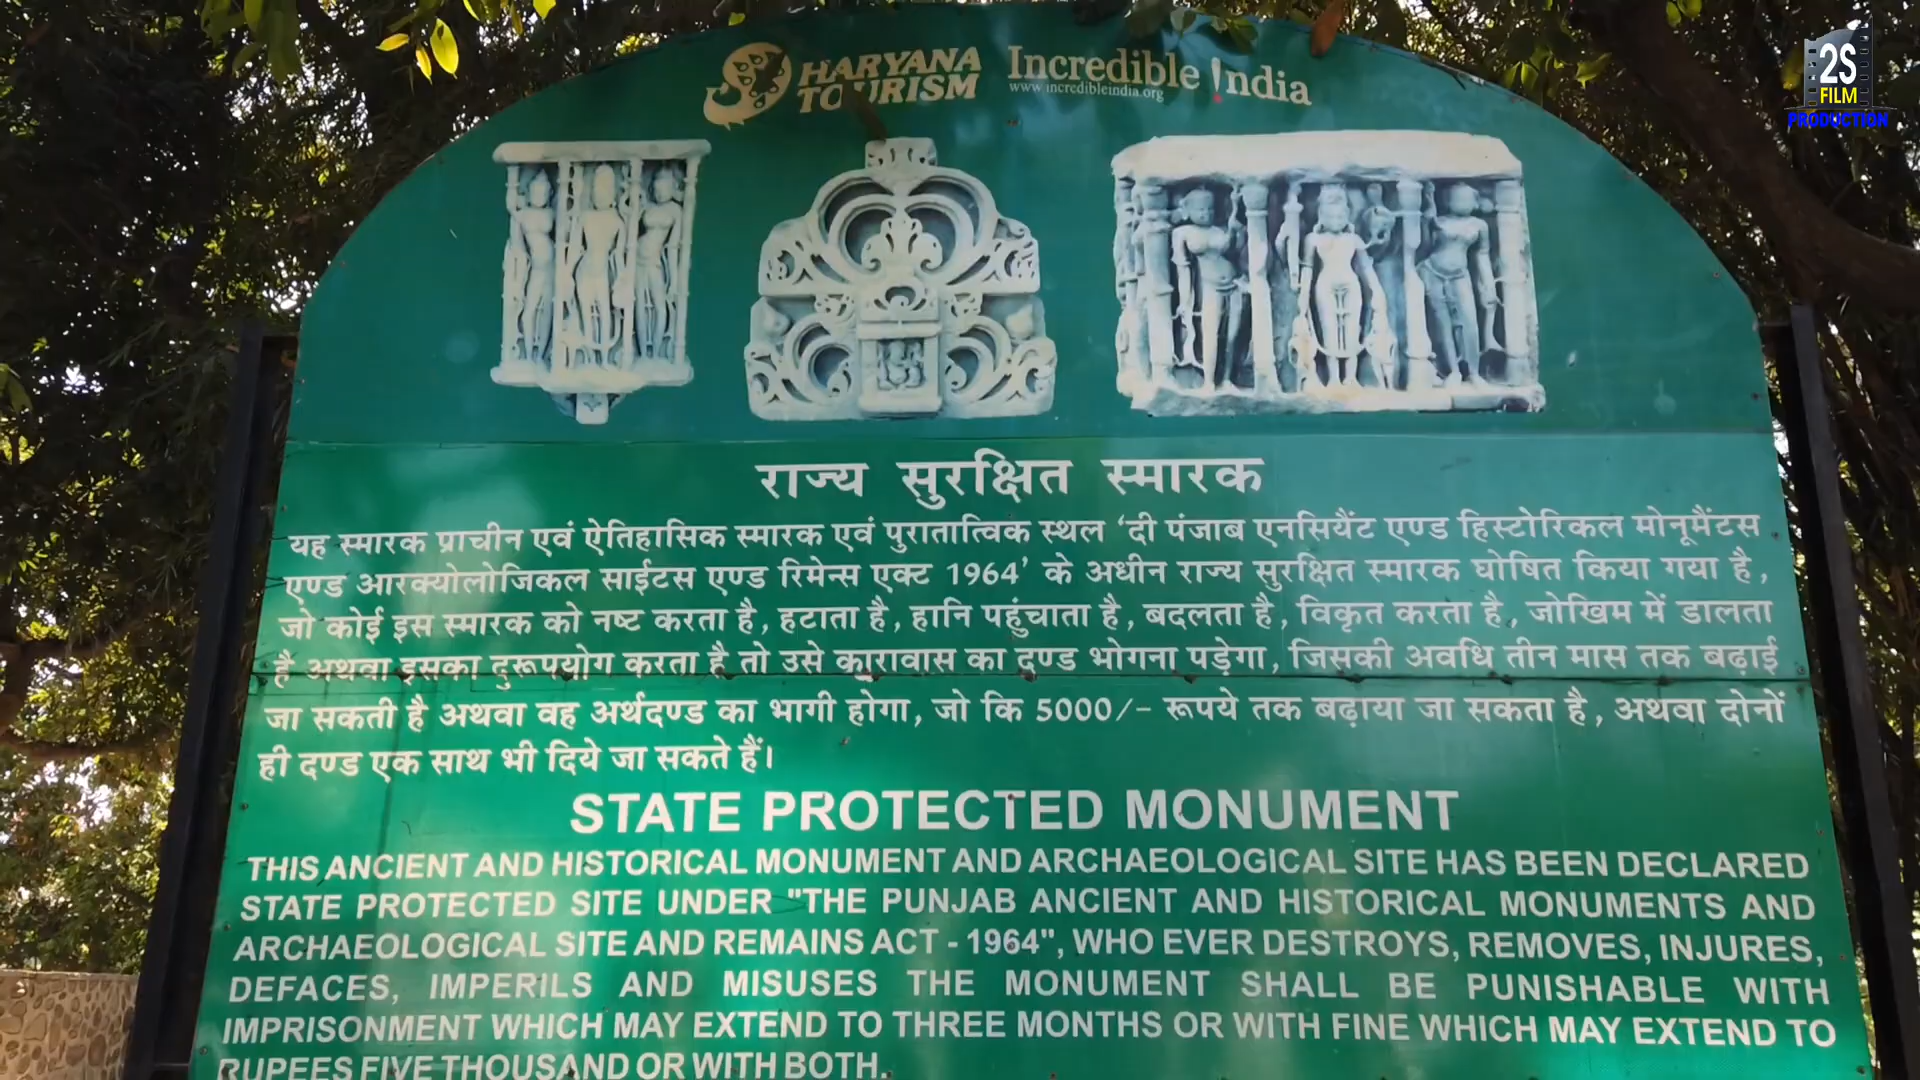 HARYANA
TOURISM
Incredible !ndia
www.incredibleindia.org
2S
FILM
PRODUCTION
राज्य सुरक्षित स्मारक
यह स्मारक प्राचीन एवं ऐतिहासिक स्मारक एवं पुरातात्विक स्थल ‘दी पंजाब एनसियैंट एण्ड हिस्टोरिकल मोनूमैंटस
एण्ड आरक्योलोजिकल साईटस एण्ड रिमेन्स एक्ट 1964’ के अधीन राज्य सुरक्षित स्मारक घोषित किया गया है,
जो कोई इस स्मारक को नष्ट करता है, हटाता है, हानि पहुंचाता है, बदलता है, विकृत करता है, जोखिम में डालता
है अथवा इसका दुरूपयोग करता है तो उसे कारावास का दण्ड भोगना पड़ेगा, जिसकी अवधि तीन मास तक बढ़ाई
जा सकती है अथवा वह अर्थदण्ड का भागी होगा, जो कि 5000/- रूपये तक बढ़ाया जा सकता है, अथवा दोनों
ही दण्ड एक साथ भी दिये जा सकते हैं।
STATE PROTECTED MONUMENT
THIS ANCIENT AND HISTORICAL MONUMENT AND ARCHAEOLOGICAL SITE HAS BEEN DECLARED
STATE PROTECTED SITE UNDER "THE PUNJAB ANCIENT AND HISTORICAL MONUMENTS AND
ARCHAEOLOGICAL SITE AND REMAINS ACT - 1964", WHO EVER DESTROYS, REMOVES, INJURES,
DEFACES, IMPERILS AND MISUSES THE MONUMENT SHALL BE PUNISHABLE WITH
IMPRISONMENT WHICH MAY EXTEND TO THREE MONTHS OR WITH FINE WHICH MAY EXTEND TO
RUPEES FIVE THOUSAND OR WITH BOTH.